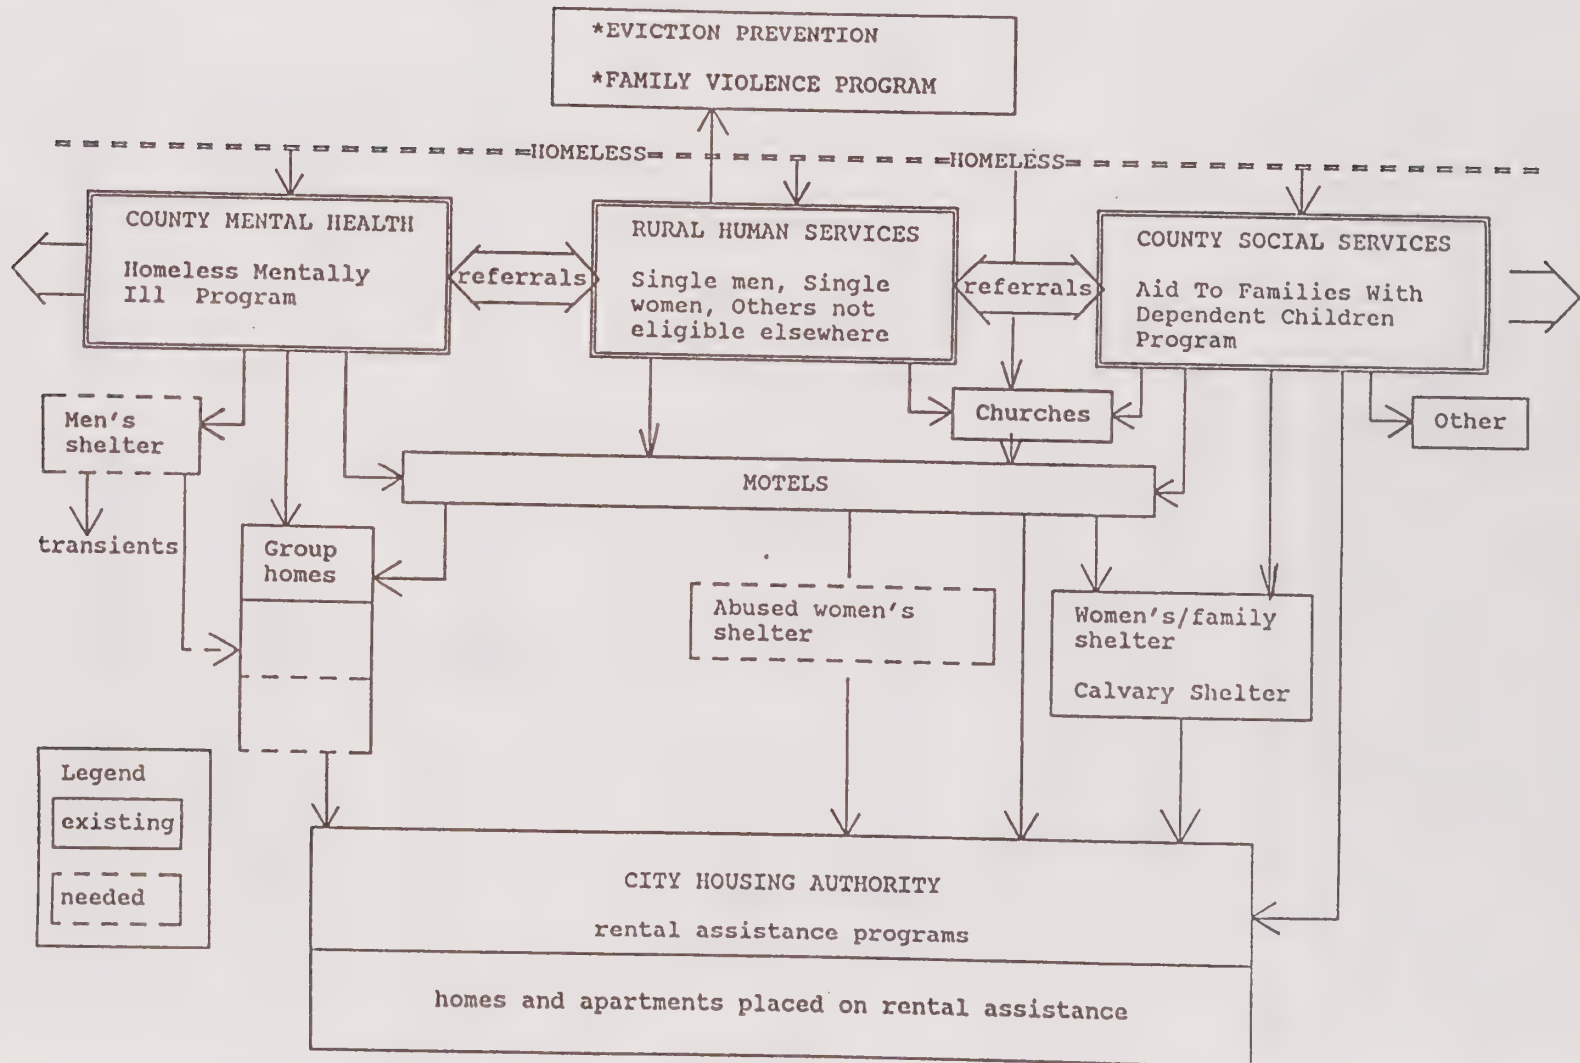 *EVICTION PREVENTION
*FAMILY VIOLENCE PROGRAM
HOMELESS
HOMELESS
COUNTY MENTAL HEALTH
Homeless Mentally
Ill Program
referrals
RURAL HUMAN SERVICES
Single men, Single
women, Others not
eligible elsewhere
referrals
COUNTY SOCIAL SERVICES
Aid To Families With
Dependent Children
Program
Men's
shelter
Churches
Other
MOTELS
transients
Group
homes
Abused women's
shelter
Women's/family
shelter
Calvary Shelter
Legend
existing
needed
CITY HOUSING AUTHORITY
rental assistance programs
homes and apartments placed on rental assistance